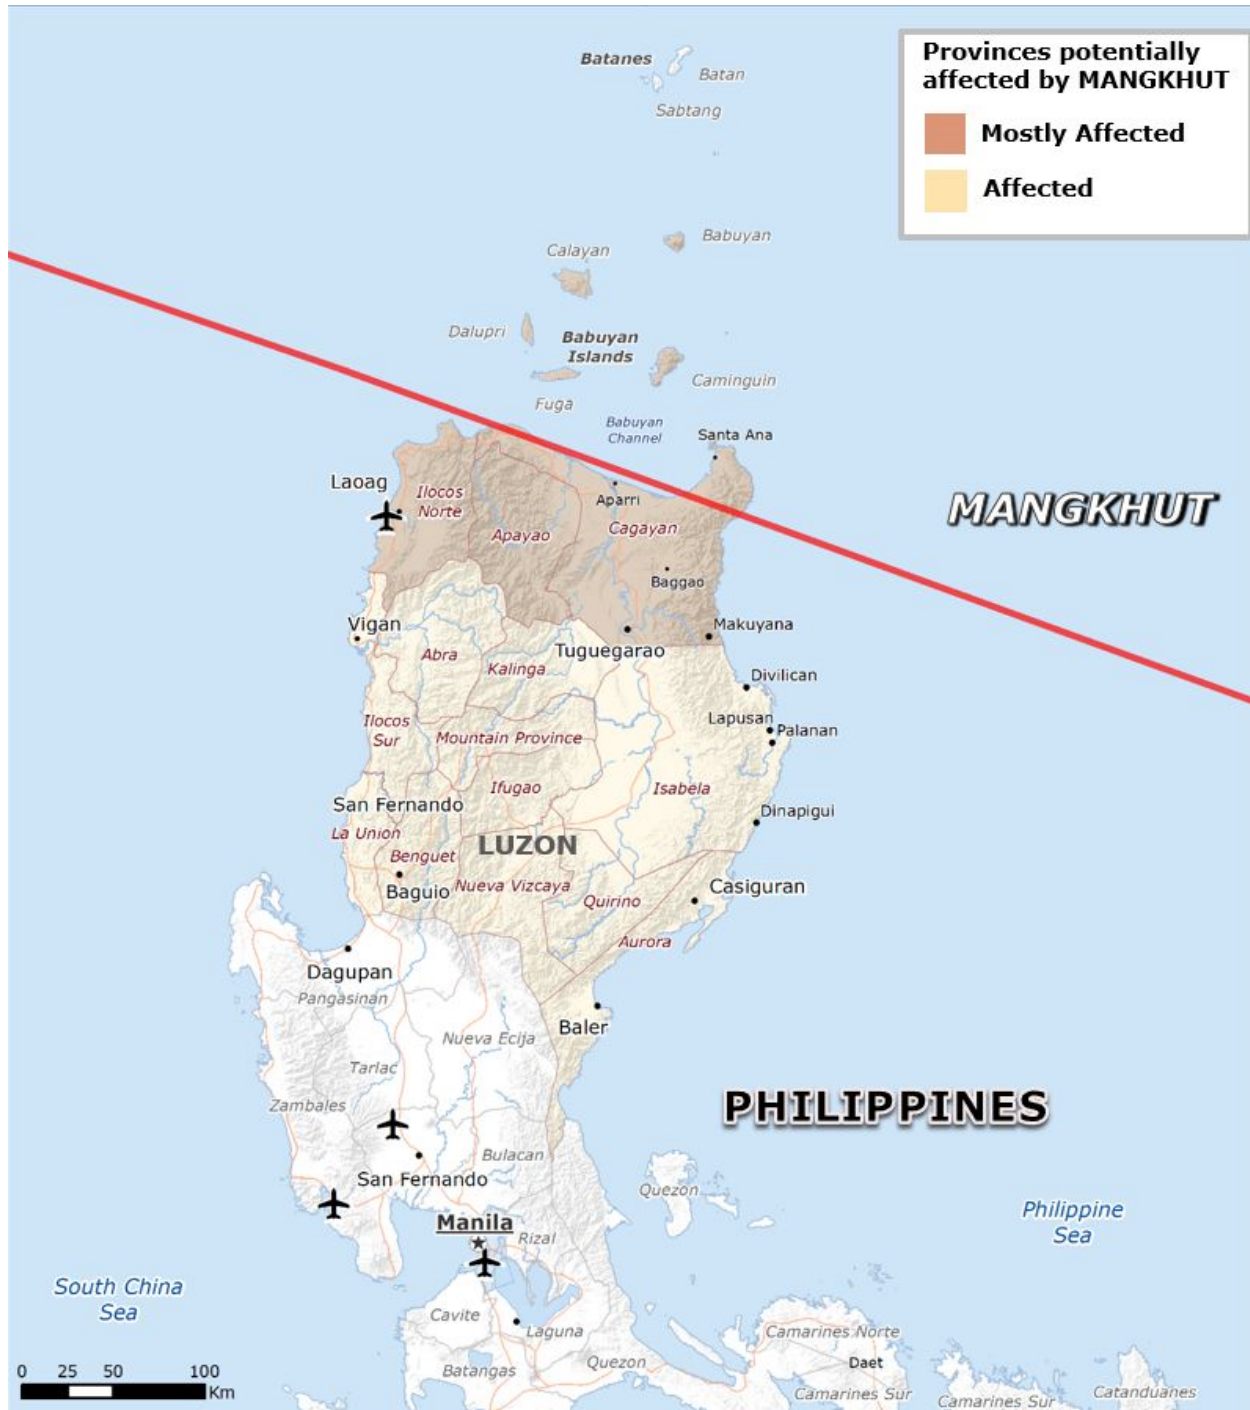 Provinces potentially
affected by MANGKHUT
Mostly Affected
Affected
Batanes
Batan
Sabtang
Babuyan
Calayan
Dalupri
Babuyan
Islands
Caminguin
Fuga
Babuyan
Channel
Santa Ana
Laoag
Ilocos
Norte
Aparri
MANGKHUT
Apayao
Cagayan
Baggao
Vigan
Makuyana
Tuguegarao
Abra
Kalinga
Divilican
Ilocos
Sur
Lapusan
Palanan
Mountain Province
Ifugao
Isabela
San Fernando
Dinapigui
La Union
LUZON
Benguet
Baguio
Nueva Vizcaya
Casiguran
Quirino
Aurora
Dagupan
Pangasinan
Baler
Nueva Ecija
Tarlac
Zambales
PHILIPPINES
Bulacan
San Fernando
Quezon
Manila
Rizal
Philippine
Sea
South China
Sea
Cavite
Laguna
Camarines Norte
Batangas
Quezon
Daet
Camarines Sur
Camarines Sur
Catanduanes
0 25 50 100
Km